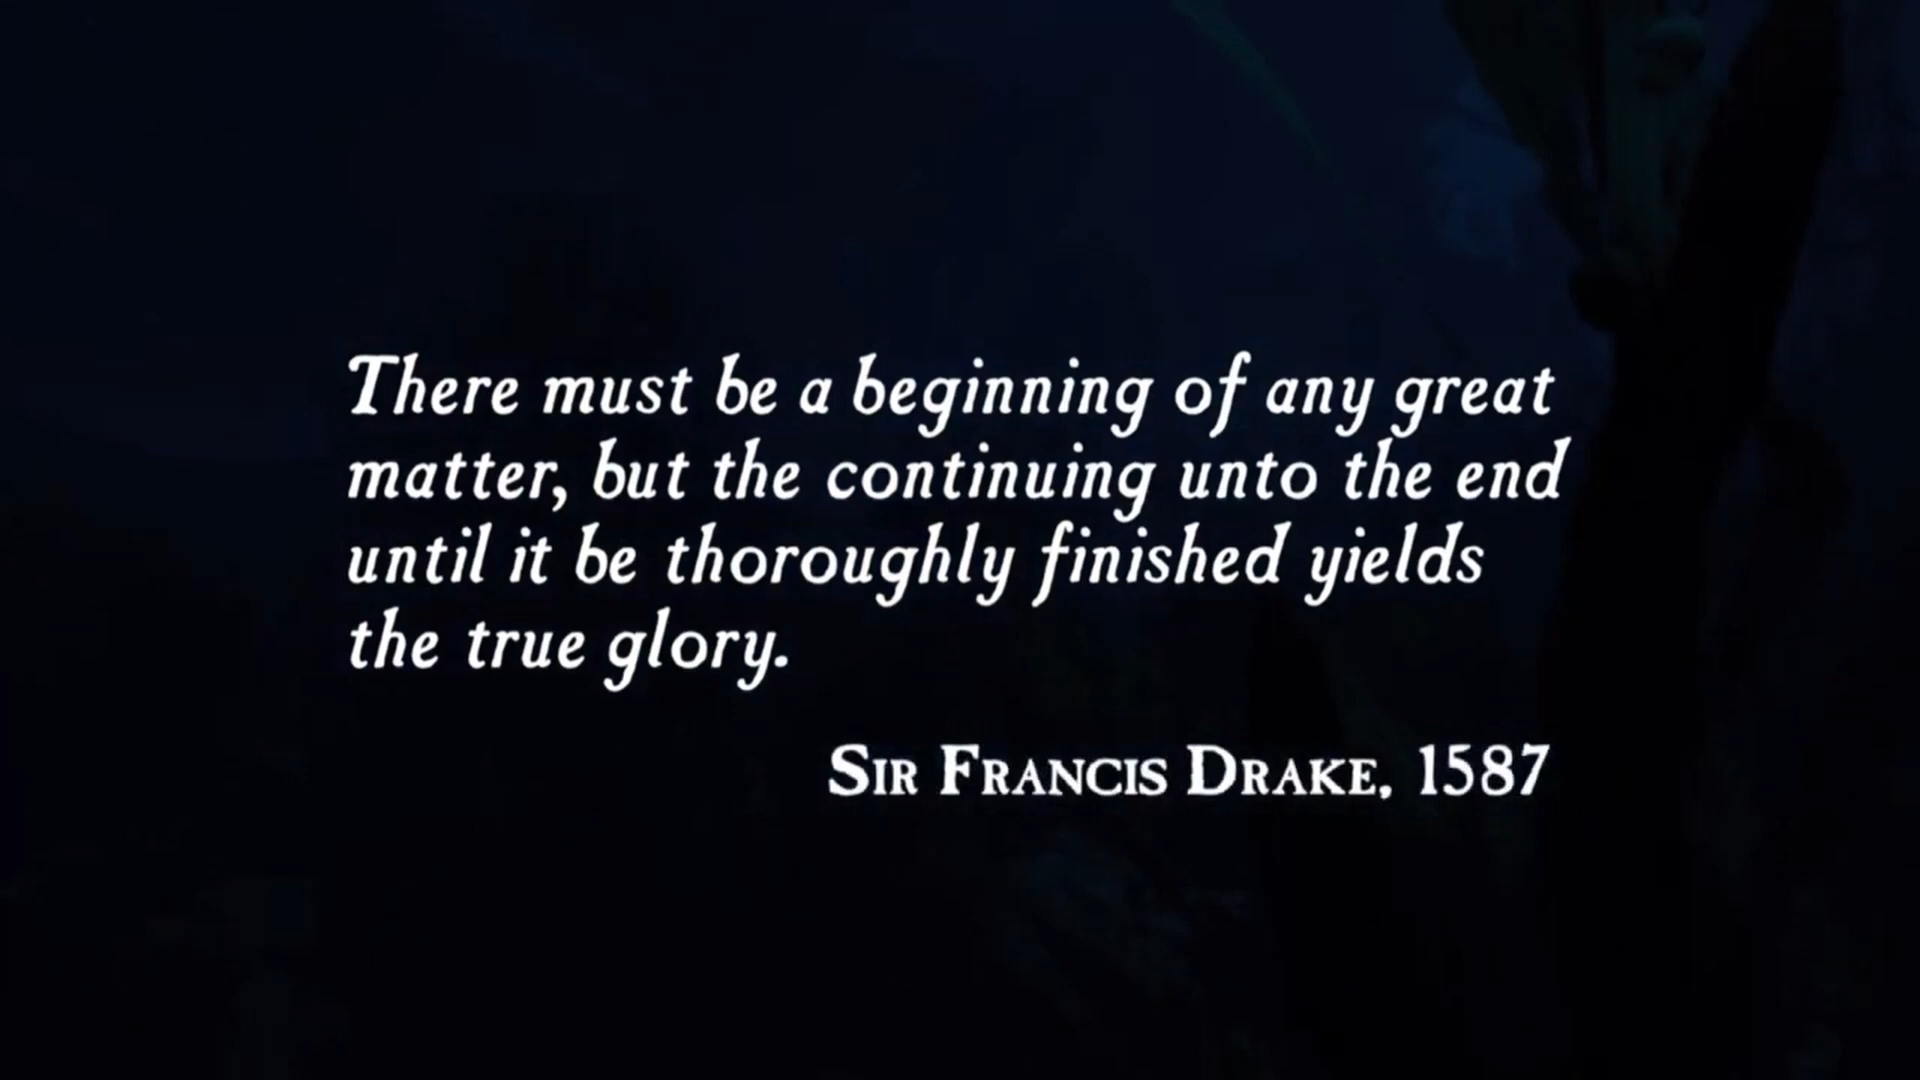 There must be a beginning of any great
matter, but the continuing unto the end
until it be thoroughly finished yields
the true glory.
Sir Francis Drake, 1587